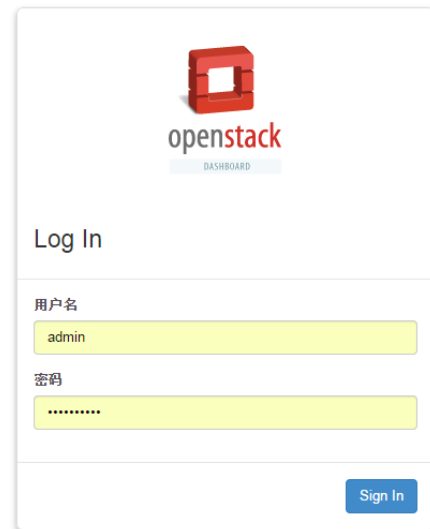 openstack
DASHBOARD
Log In
用户名
admin
密码
••••••••••
Sign In